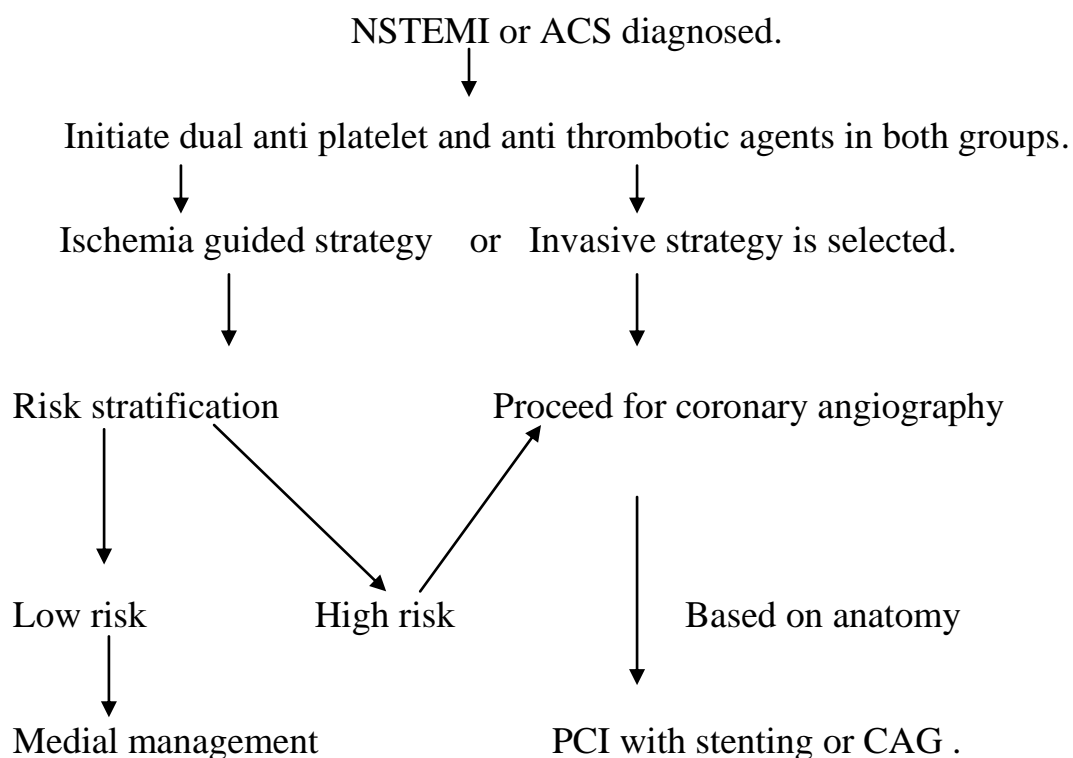 NSTEMI or ACS diagnosed.
Initiate dual anti platelet and anti thrombotic agents in both groups.
Ischemia guided strategy or Invasive strategy is selected.
Risk stratification Proceed for coronary angiography
Low risk High risk Based on anatomy
Medial management PCI with stenting or CAG .